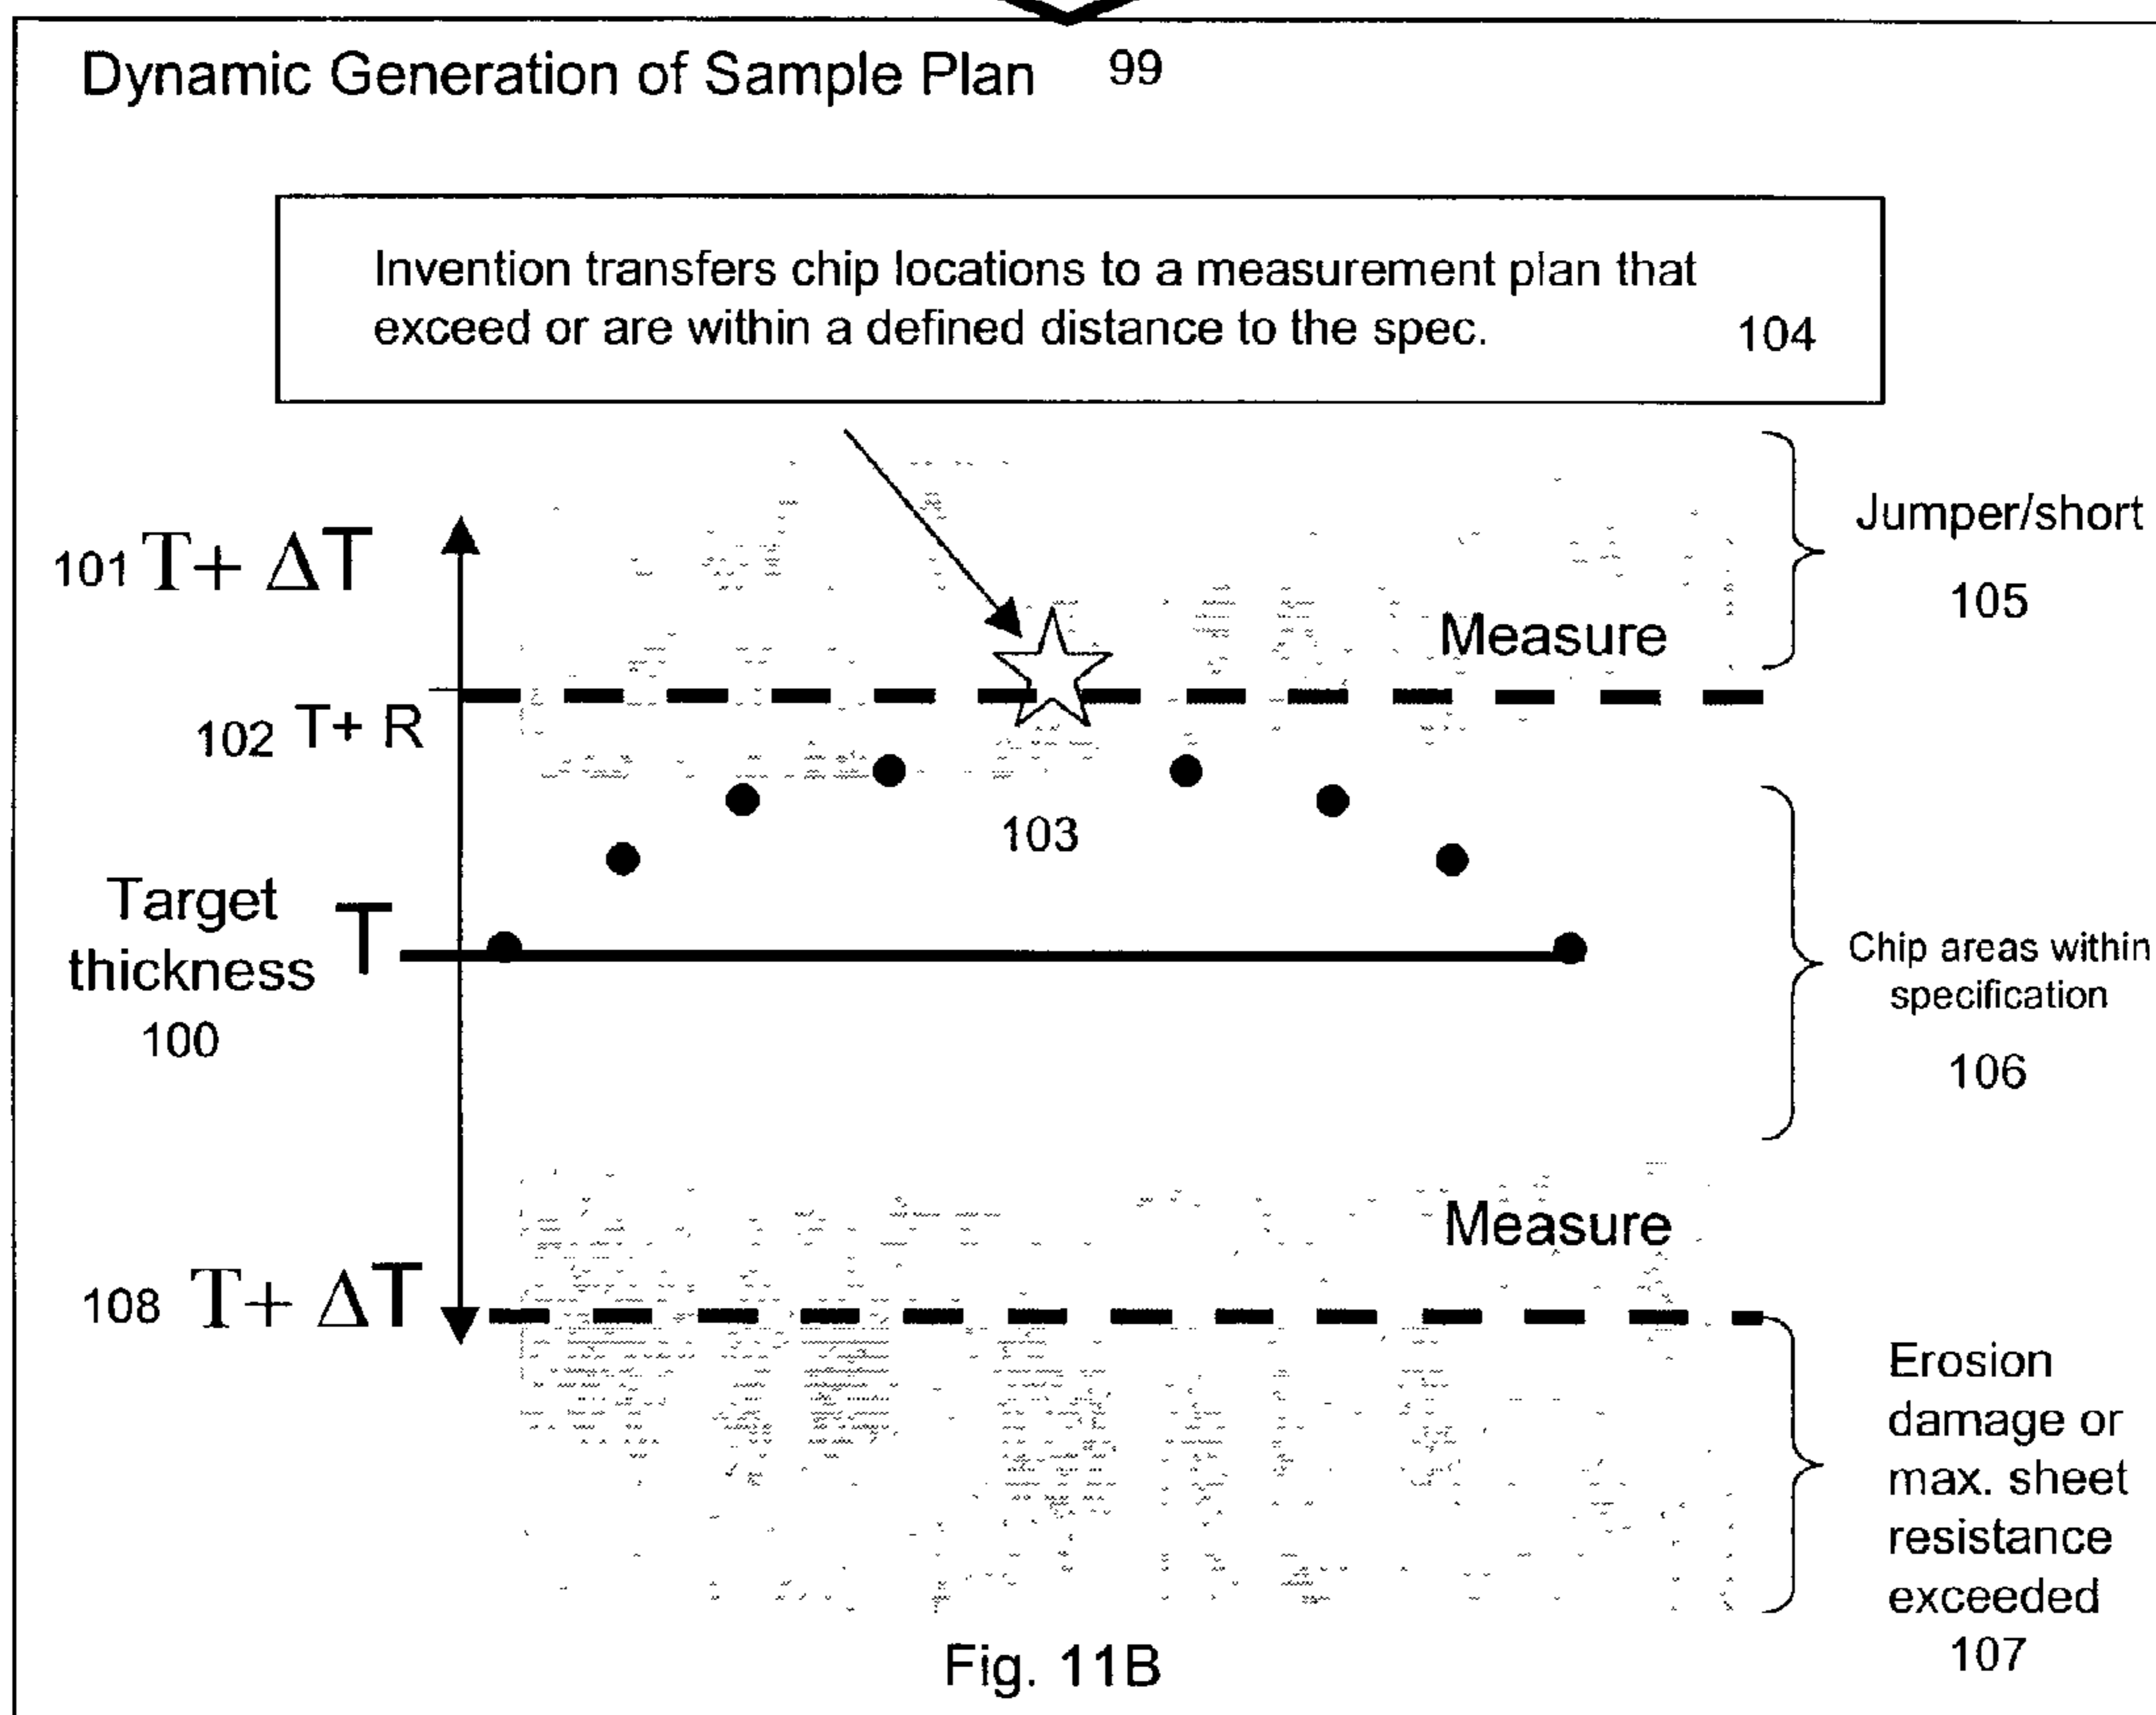 Dynamic Generation of Sample Plan 99
Invention transfers chip locations to a measurement plan that
exceed or are within a defined distance to the spec. 104
101 T+ ΔT
Jumper/short
105
Measure
102 T+ R
103
Target
thickness
T
100
Chip areas within
specification
106
Measure
108 T+ ΔT
Erosion
damage or
max. sheet
resistance
exceeded
107
Fig. 11B